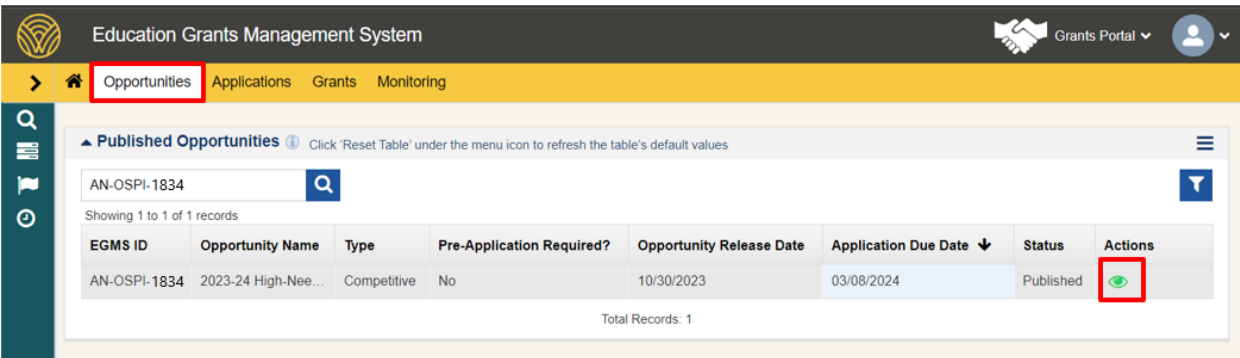 Education Grants Management System
Grants Portal
Opportunities Applications Grants Monitoring
Published Opportunities Click 'Reset Table' under the menu icon to refresh the table's default values
AN-OSPI-1834
Showing 1 to 1 of 1 records
EGMS ID Opportunity Name Type Pre-Application Required? Opportunity Release Date Application Due Date Status Actions
AN-OSPI-1834 2023-24 High-Nee... Competitive No 10/30/2023 03/08/2024 Published
Total Records: 1